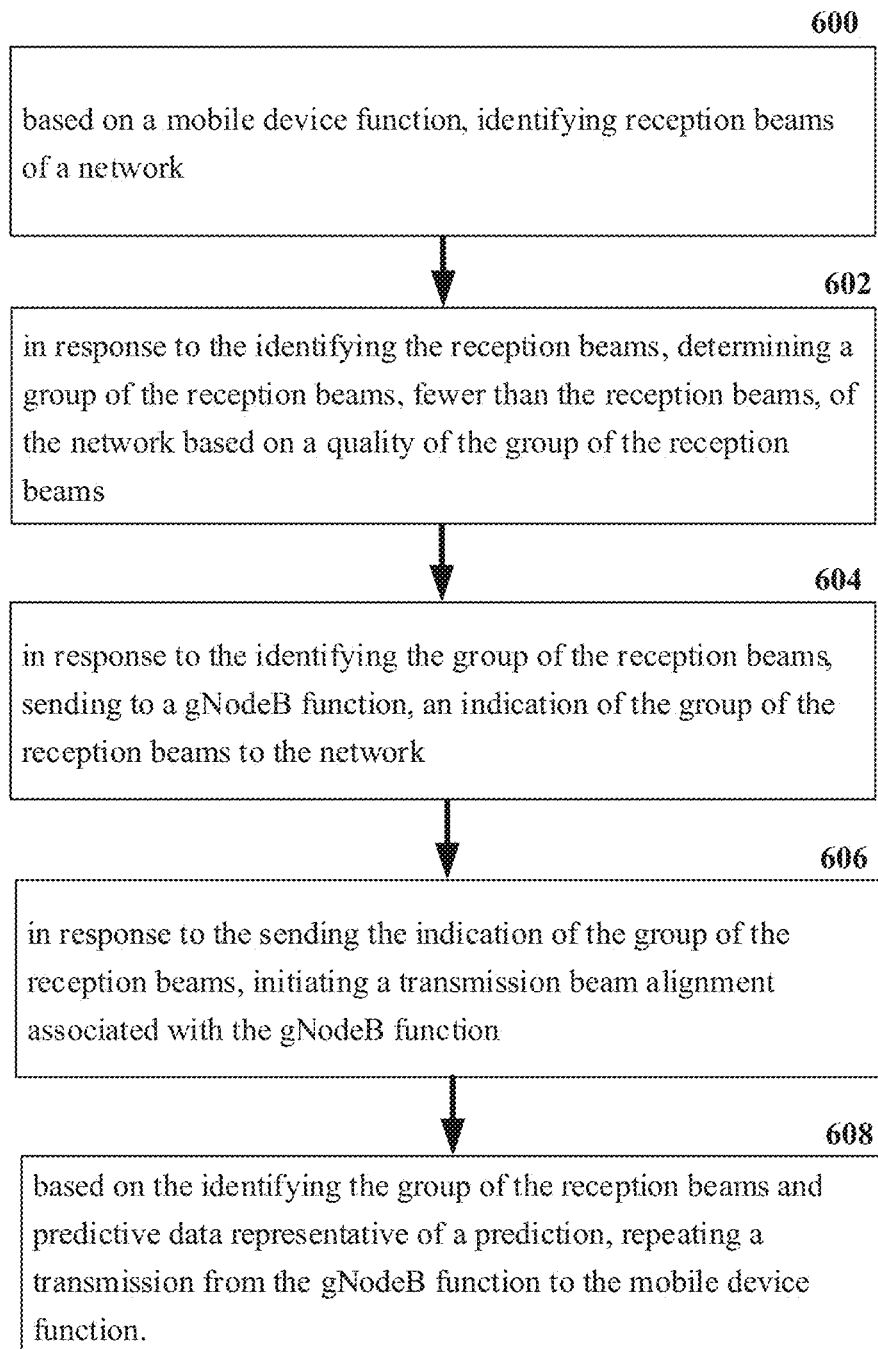 600
based on a mobile device function, identifying reception beams
of a network
602
in response to the identifying the reception beams, determining a
group of the reception beams, fewer than the reception beams, of
the network based on a quality of the group of the reception
beams
604
in response to the identifying the group of the reception beams,
sending to a gNodeB function, an indication of the group of the
reception beams to the network
606
in response to the sending the indication of the group of the
reception beams, initiating a transmission beam alignment
associated with the gNodeB function
608
based on the identifying the group of the reception beams and
predictive data representative of a prediction, repeating a
transmission from the gNodeB function to the mobile device
function.